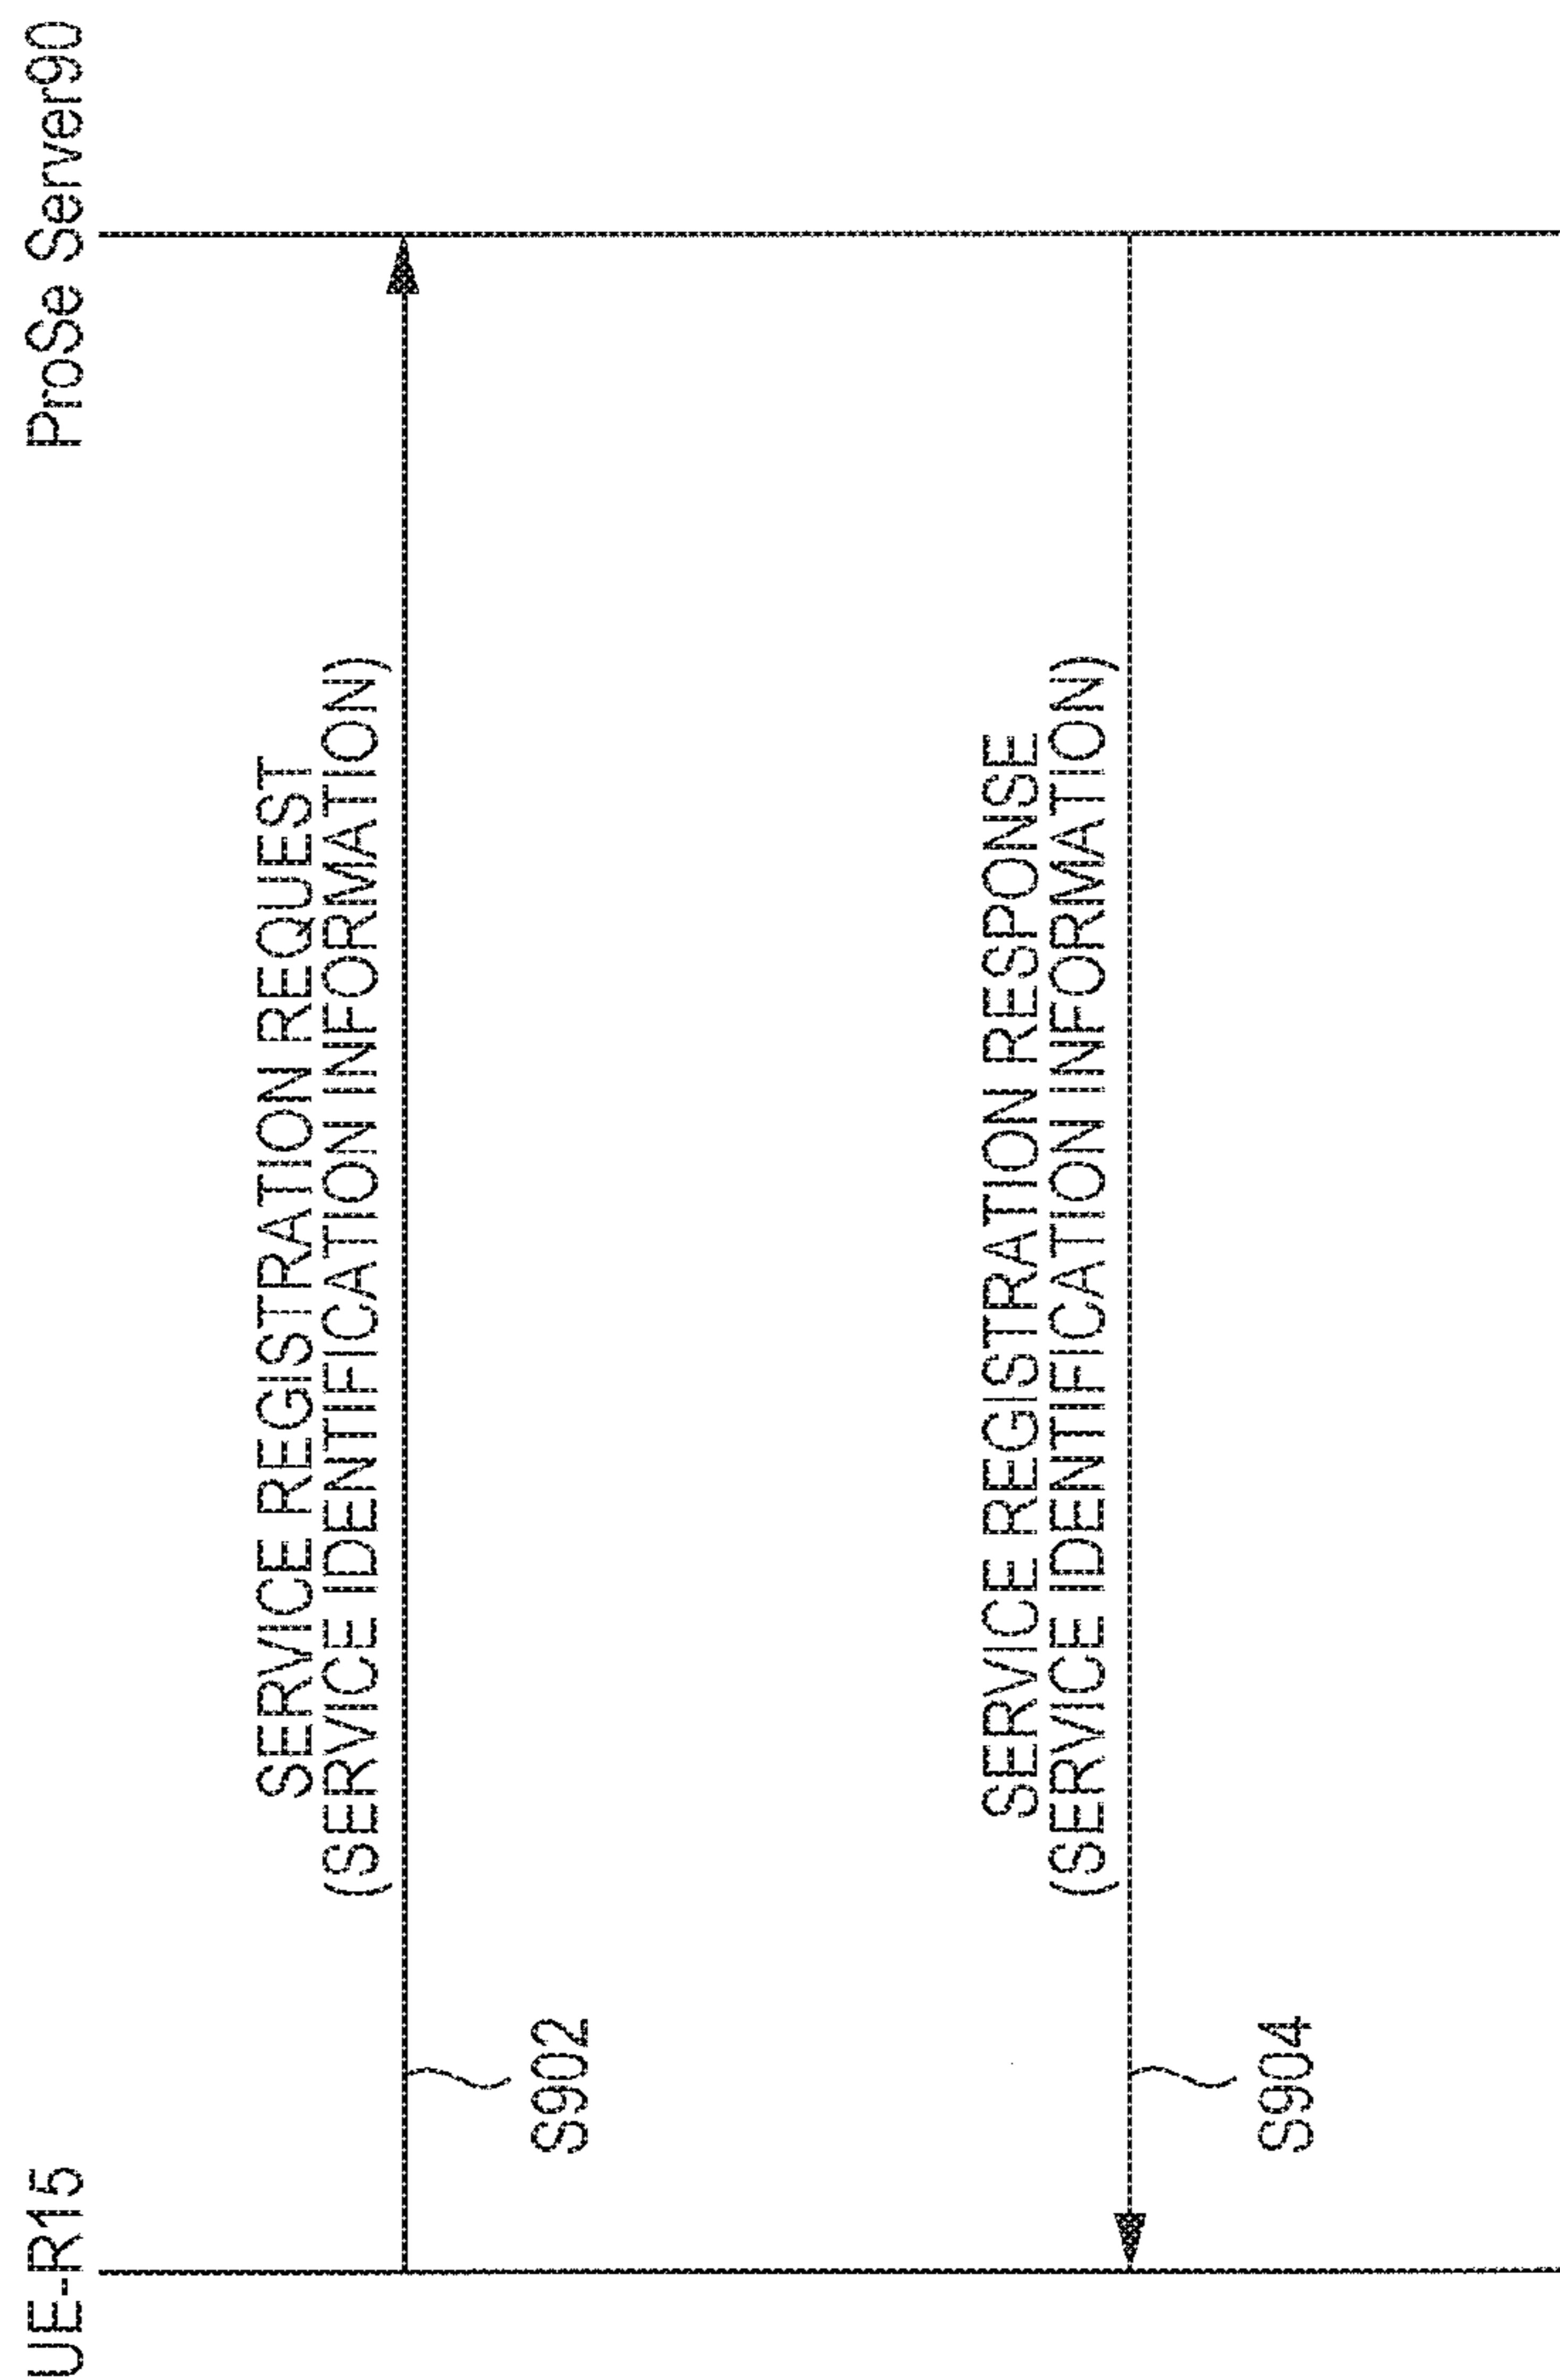 UE-R15
ProSe Server90
SERVICE REGISTRATION REQUEST
(SERVICE IDENTIFICATION INFORMATION)
S902
SERVICE REGISTRATION RESPONSE
(SERVICE IDENTIFICATION INFORMATION)
S904